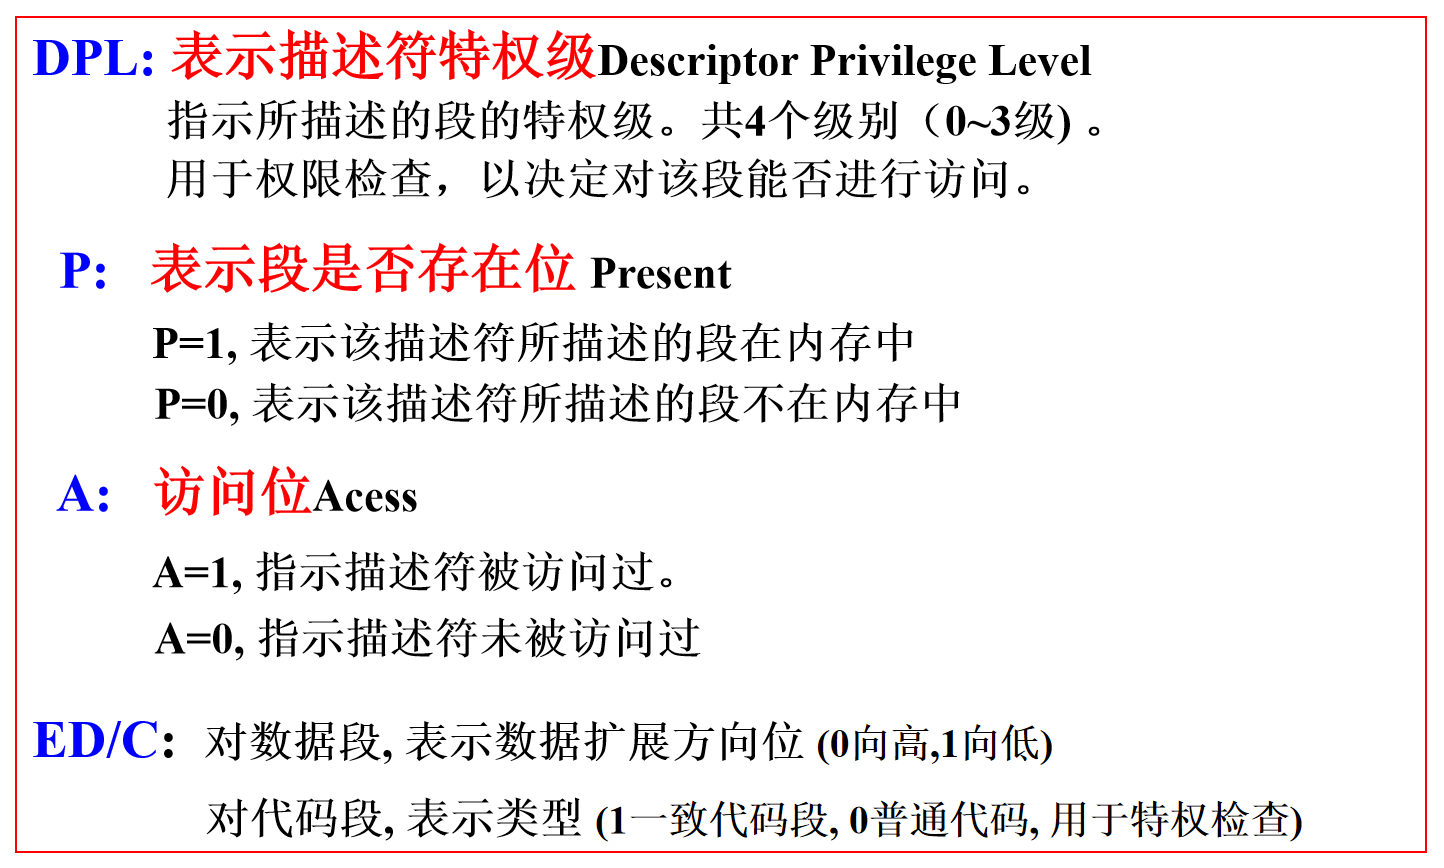 DPL: 表示描述符特权级Descriptor Privilege Level
指示所描述的段的特权级。共4个级别（0~3级) 。
用于权限检查，以决定对该段能否进行访问。
P: 表示段是否存在位 Present
P=1, 表示该描述符所描述的段在内存中
P=0, 表示该描述符所描述的段不在内存中
A: 访问位Acess
A=1, 指示描述符被访问过。
A=0, 指示描述符未被访问过
ED/C: 对数据段, 表示数据扩展方向位 (0向高,1向低)
对代码段, 表示类型 (1一致代码段, 0普通代码, 用于特权检查)